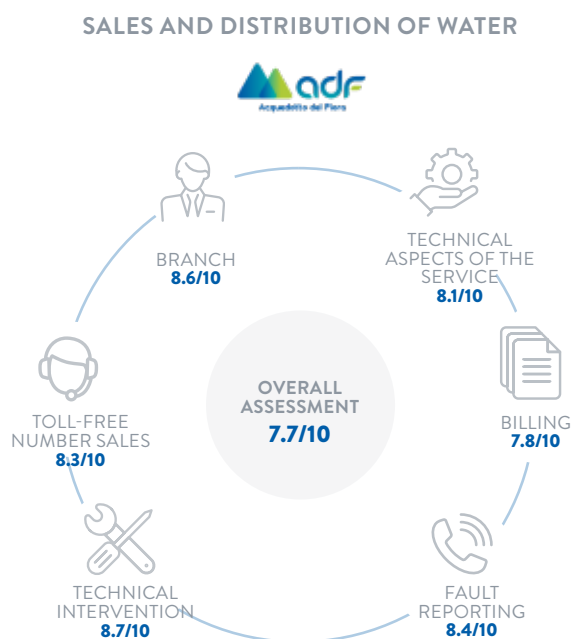 SALES AND DISTRIBUTION OF WATER
adf
Acquedotto del Fiora
BRANCH
8.6/10
TECHNICAL
ASPECTS OF THE
SERVICE
8.1/10
OVERALL
ASSESSMENT
7.7/10
TOLL-FREE
NUMBER SALES
8.3/10
BILLING
7.8/10
TECHNICAL
INTERVENTION
8.7/10
FAULT
REPORTING
8.4/10